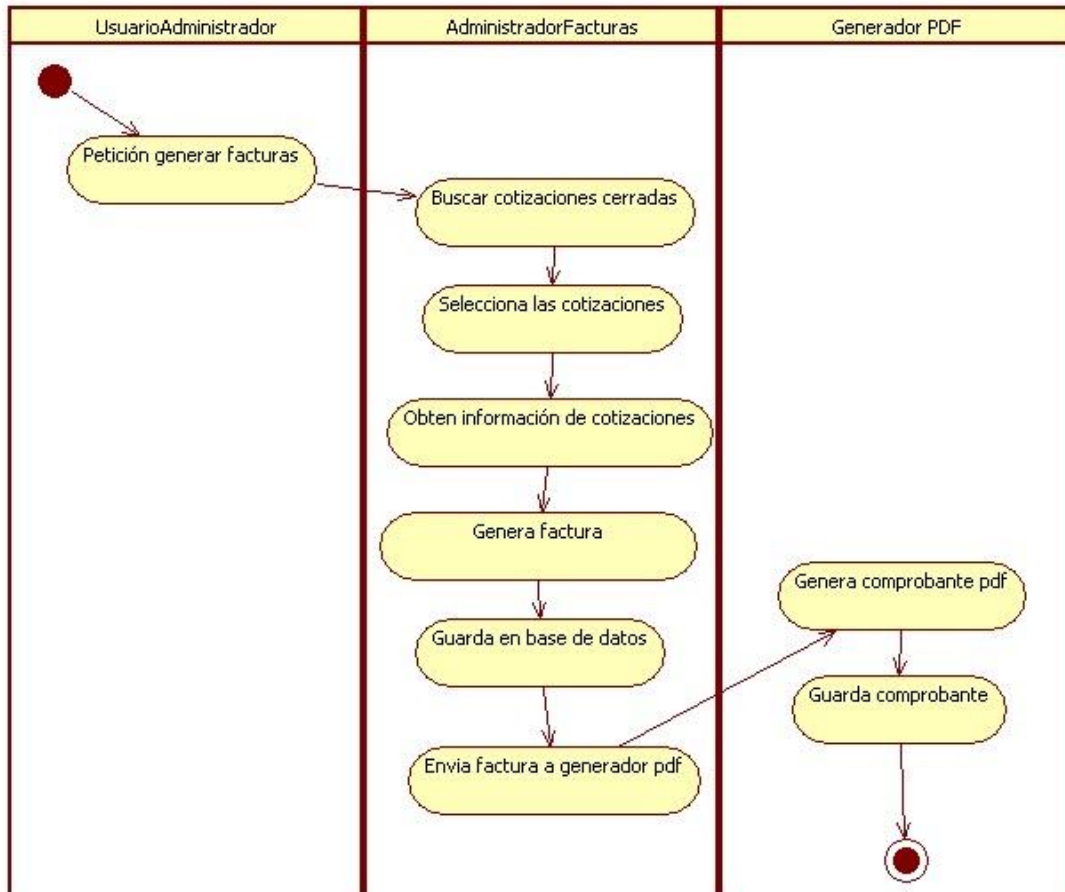 UsuarioAdministrador
AdministradorFacturas
Generador PDF
Petición generar facturas
Buscar cotizaciones cerradas
Selecciona las cotizaciones
Obten información de cotizaciones
Genera factura
Guarda en base de datos
Envia factura a generador pdf
Genera comprobante pdf
Guarda comprobante